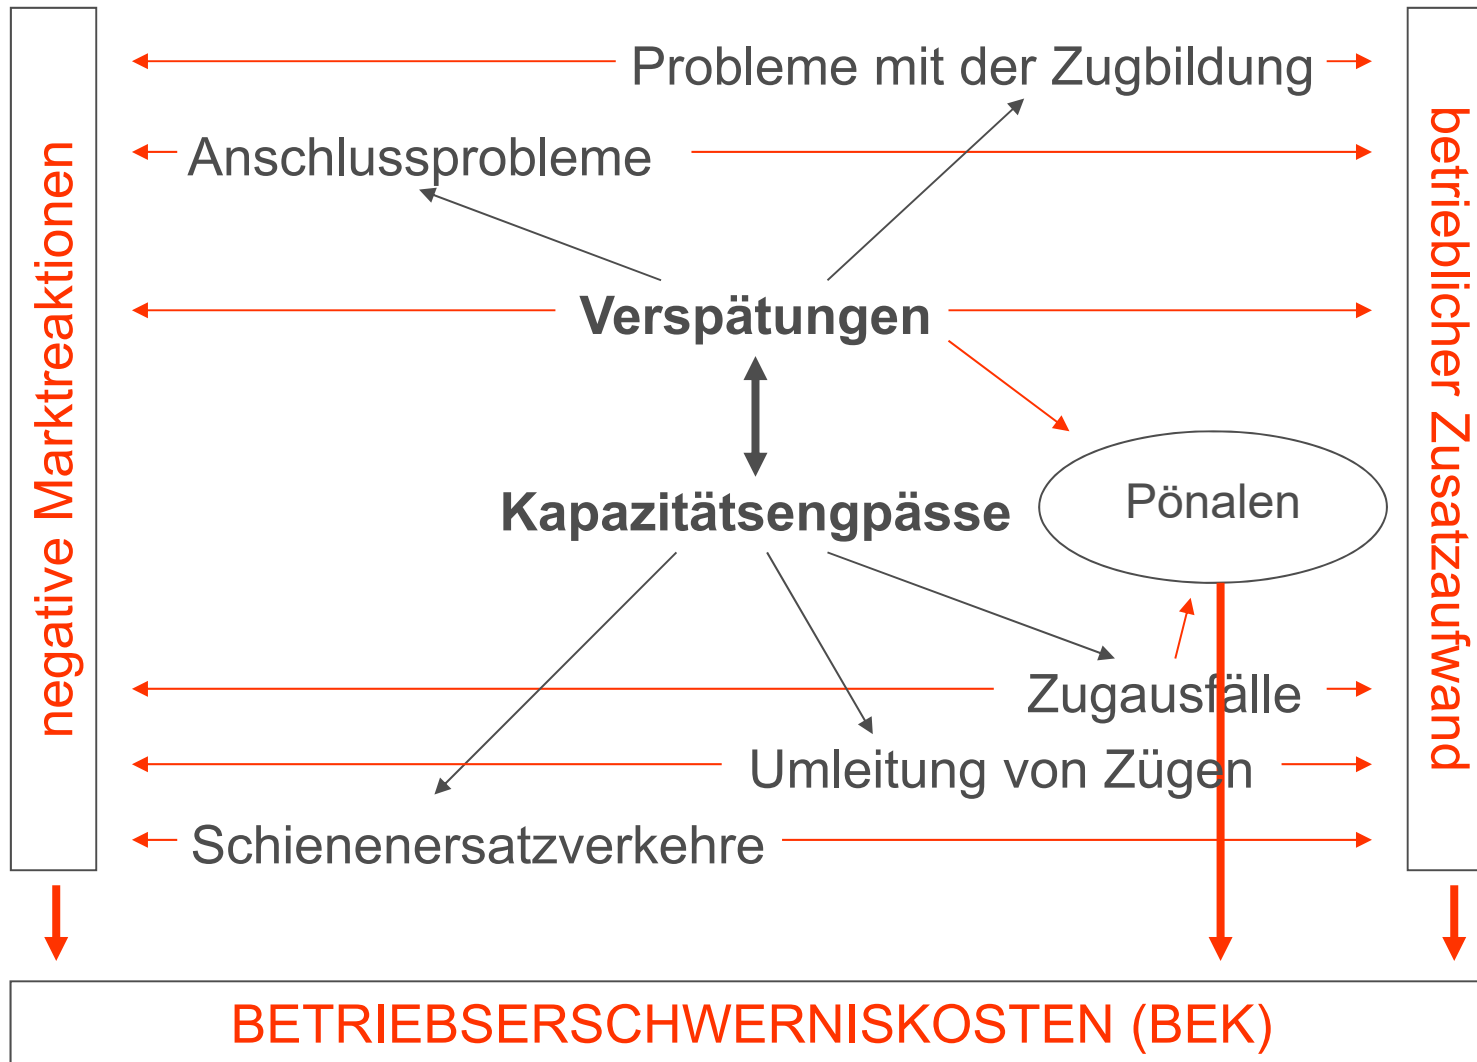 negative Marktreaktionen
Probleme mit der Zugbildung
Anschlussprobleme
Verspätungen
Kapazitätsengpässe
Pönalen
Zugausfälle
Umleitung von Zügen
Schienenersatzverkehre
betrieblicher Zusatzaufwand
BETRIEBSERSCHWERNISKOSTEN (BEK)